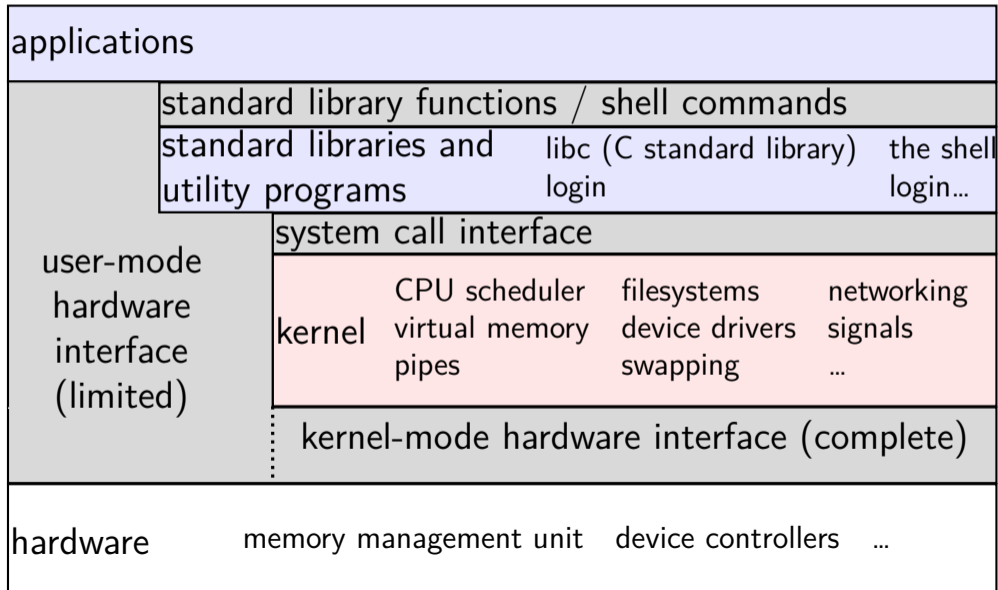 applications
standard library functions / shell commands
standard libraries and
utility programs
libc (C standard library)
login
the shell
login...
system call interface
user-mode
hardware
interface
(limited)
kernel
CPU scheduler
virtual memory
pipes
filesystems
device drivers
swapping
networking
signals
...
kernel-mode hardware interface (complete)
hardware
memory management unit
device controllers
...